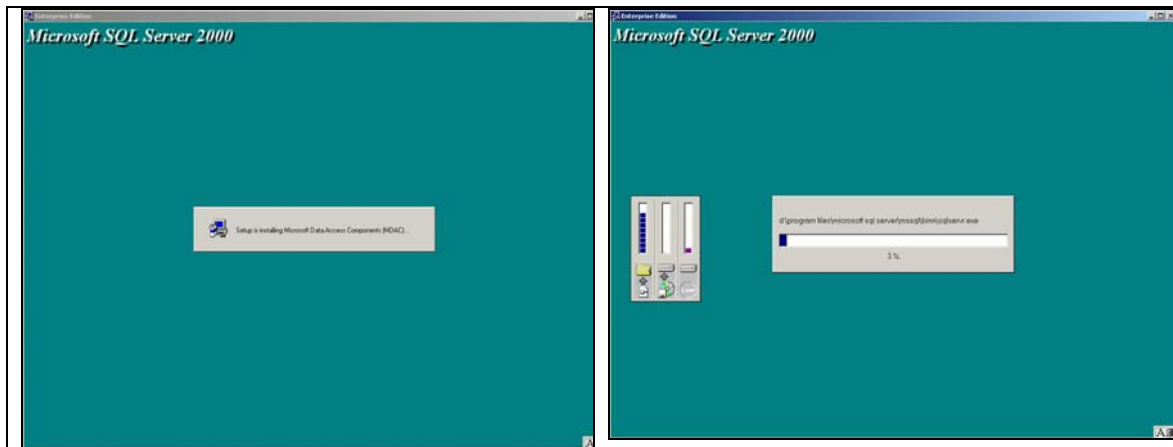 Enterprise Edition
Microsoft SQL Server 2000
Setup is installing Microsoft Data Access Components (MDAC)...
A
Enterprise Edition
Microsoft SQL Server 2000
d:\program files\microsoft sql server\mssql\binn\sqlservr.exe
3 %
A